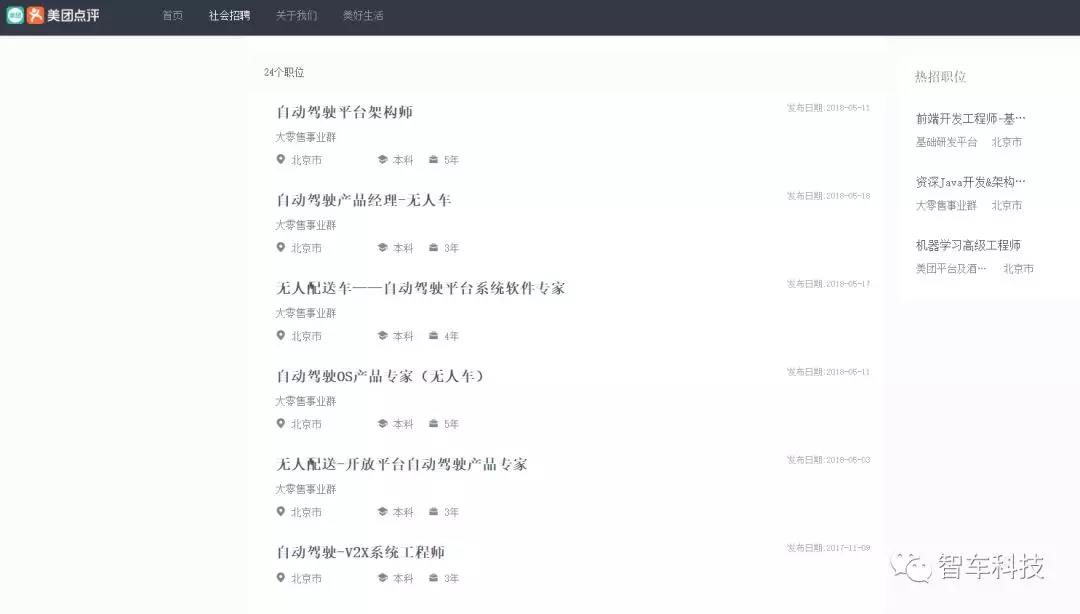 美团点评 首页 社会招聘 关于我们 美好生活
24个职位
自动驾驶平台架构师 发布日期:2018-05-11
大零售事业群
北京市 本科 5年
自动驾驶产品经理-无人车 发布日期:2018-05-18
大零售事业群
北京市 本科 3年
无人配送车——自动驾驶平台系统软件专家 发布日期:2018-05-17
大零售事业群
北京市 本科 4年
自动驾驶OS产品专家（无人车） 发布日期:2018-05-11
大零售事业群
北京市 本科 5年
无人配送-开放平台自动驾驶产品专家 发布日期:2018-05-03
大零售事业群
北京市 本科 3年
自动驾驶-V2X系统工程师 发布日期:2017-11-09
北京市 本科 3年
热招职位
前端开发工程师-基…
基础研发平台 北京市
资深Java开发&架构…
大零售事业群 北京市
机器学习高级工程师
美团平台及酒… 北京市
智车科技